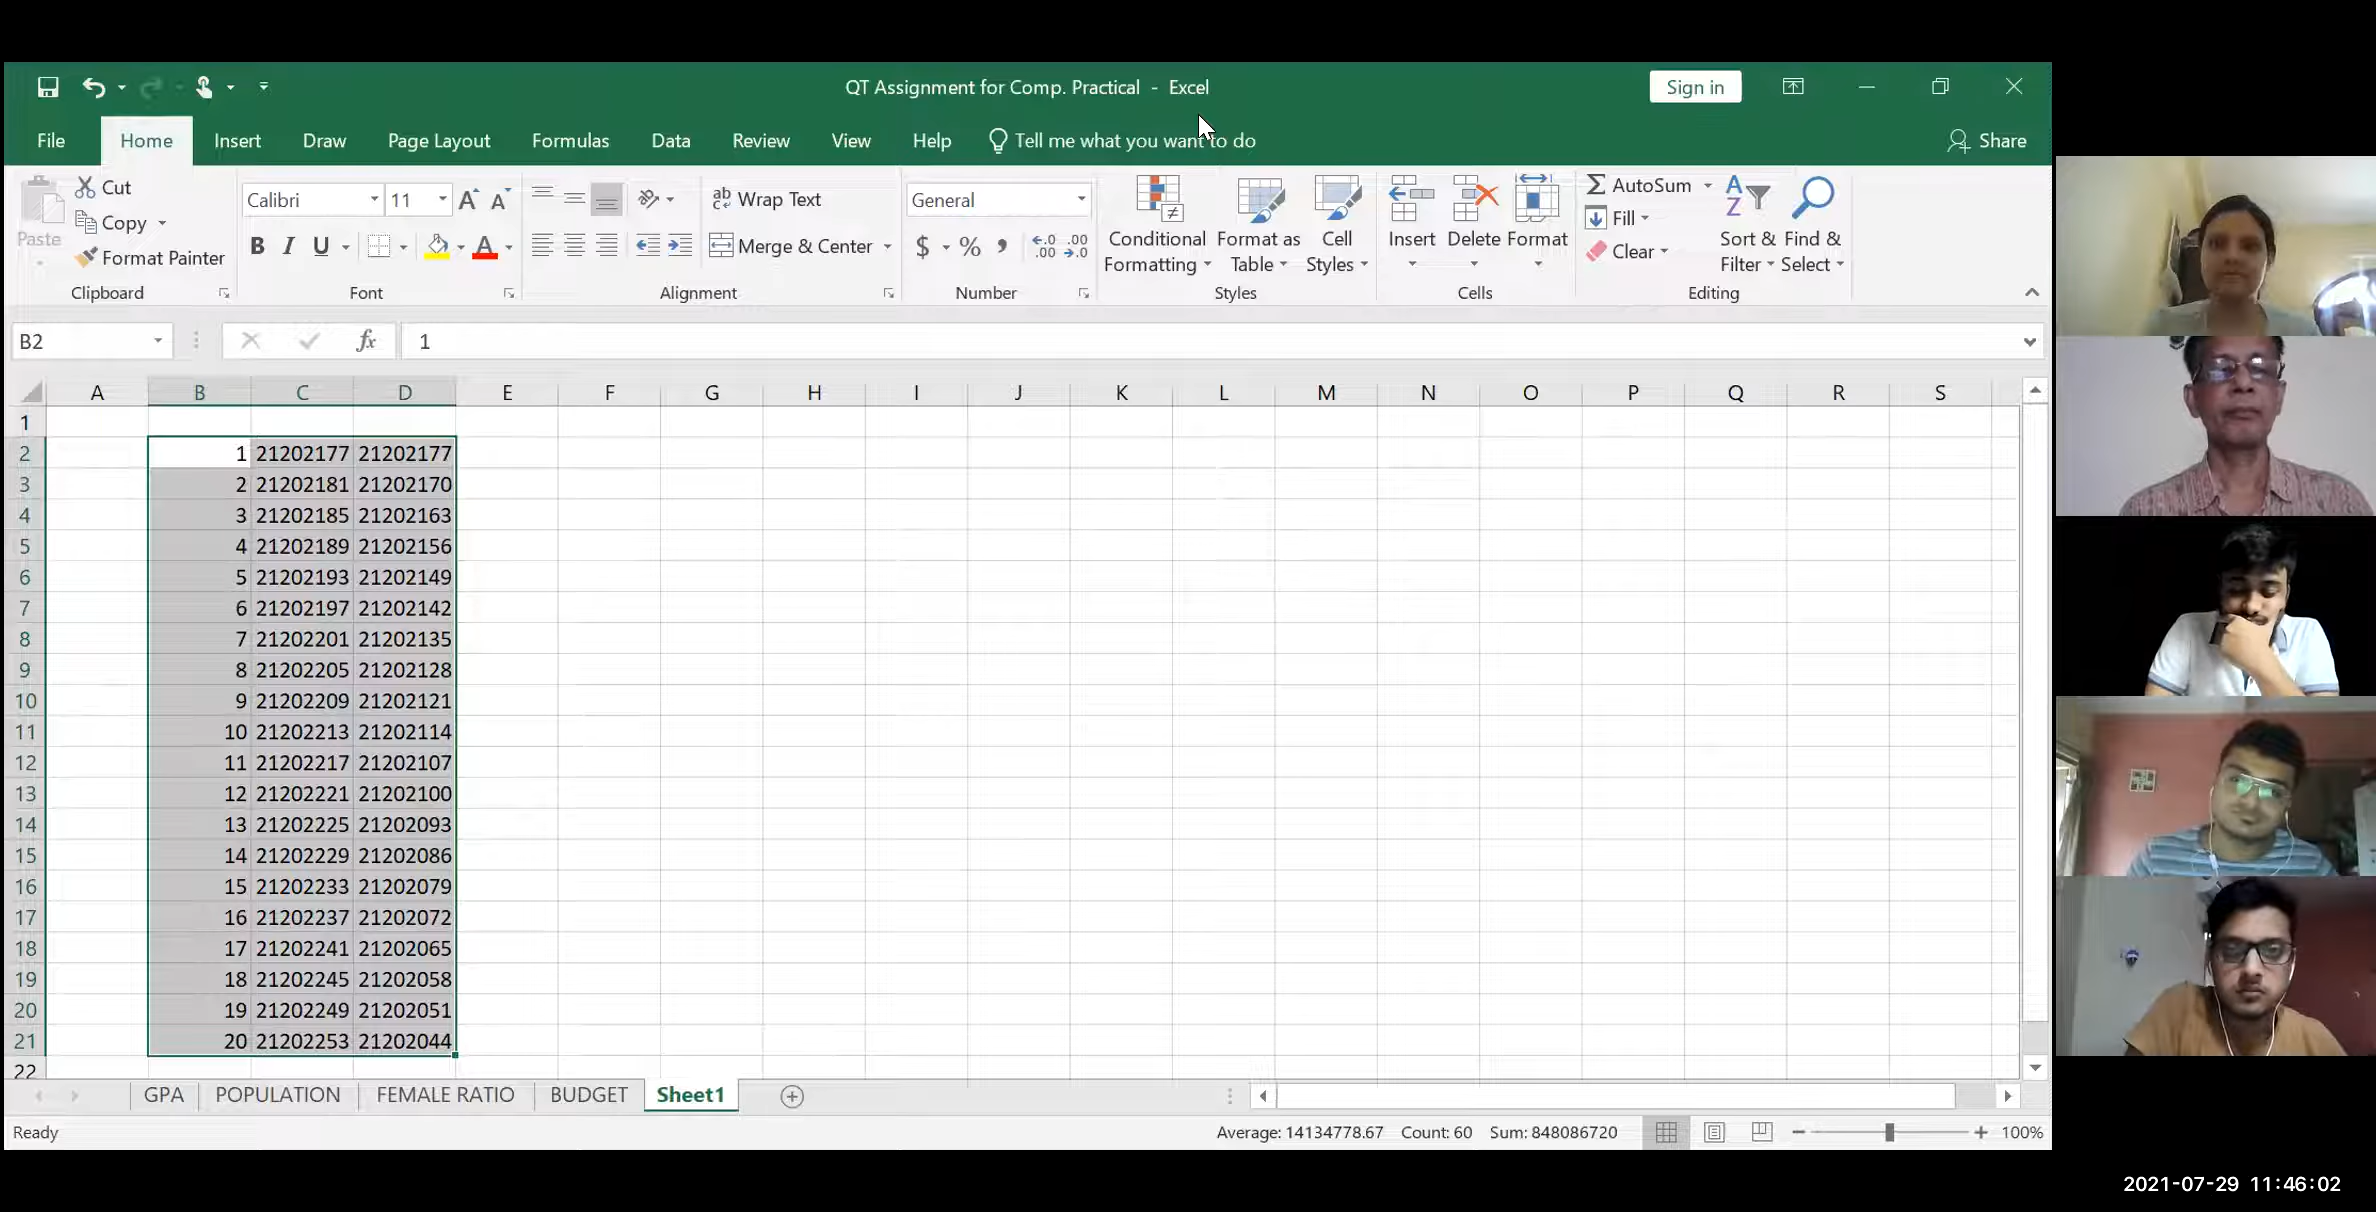 QT Assignment for Comp. Practical - Excel
Sign in
File Home Insert Draw Page Layout Formulas Data Review View Help Tell me what you want to do Share
Paste
Cut
Copy
Format Painter
Clipboard
Calibri 11
B I U A
Font
Wrap Text
Merge & Center
Alignment
General
$ % ,
Number
Conditional Formatting
Format as Table
Cell Styles
Styles
Insert Delete Format
Cells
AutoSum
Fill
Clear
Sort & Filter
Find & Select
Editing
B2 fx 1
A B C D E F G H I J K L M N O P Q R S
1
2 1 21202177 21202177
3 2 21202181 21202170
4 3 21202185 21202163
5 4 21202189 21202156
6 5 21202193 21202149
7 6 21202197 21202142
8 7 21202201 21202135
9 8 21202205 21202128
10 9 21202209 21202121
11 10 21202213 21202114
12 11 21202217 21202107
13 12 21202221 21202100
14 13 21202225 21202093
15 14 21202229 21202086
16 15 21202233 21202079
17 16 21202237 21202072
18 17 21202241 21202065
19 18 21202245 21202058
20 19 21202249 21202051
21 20 21202253 21202044
22
GPA POPULATION FEMALE RATIO BUDGET Sheet1
Ready Average: 14134778.67 Count: 60 Sum: 848086720 100%
2021-07-29 11:46:02